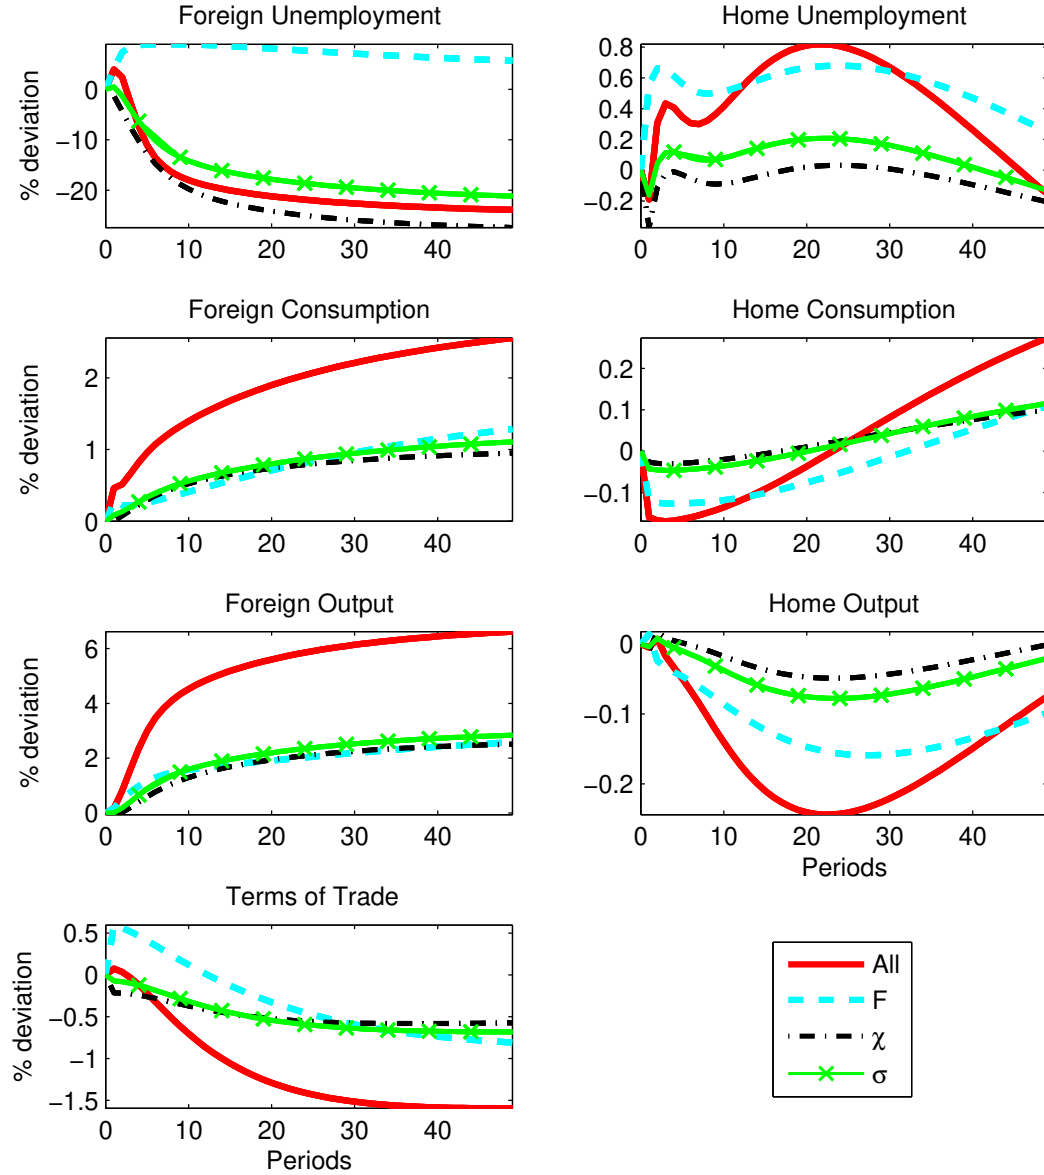 Foreign Unemployment
Home Unemployment
% deviation
0
−10
−20
0 10 20 30 40
0.8
0.6
0.4
0.2
0
−0.2
0 10 20 30 40
Foreign Consumption
Home Consumption
% deviation
2
1
0
0 10 20 30 40
0.2
0.1
0
−0.1
0 10 20 30 40
Foreign Output
Home Output
% deviation
6
4
2
0
0 10 20 30 40
0
−0.1
−0.2
0 10 20 30 40
Periods
Terms of Trade
% deviation
0.5
0
−0.5
−1
−1.5
0 10 20 30 40
Periods
All
F
χ
σ